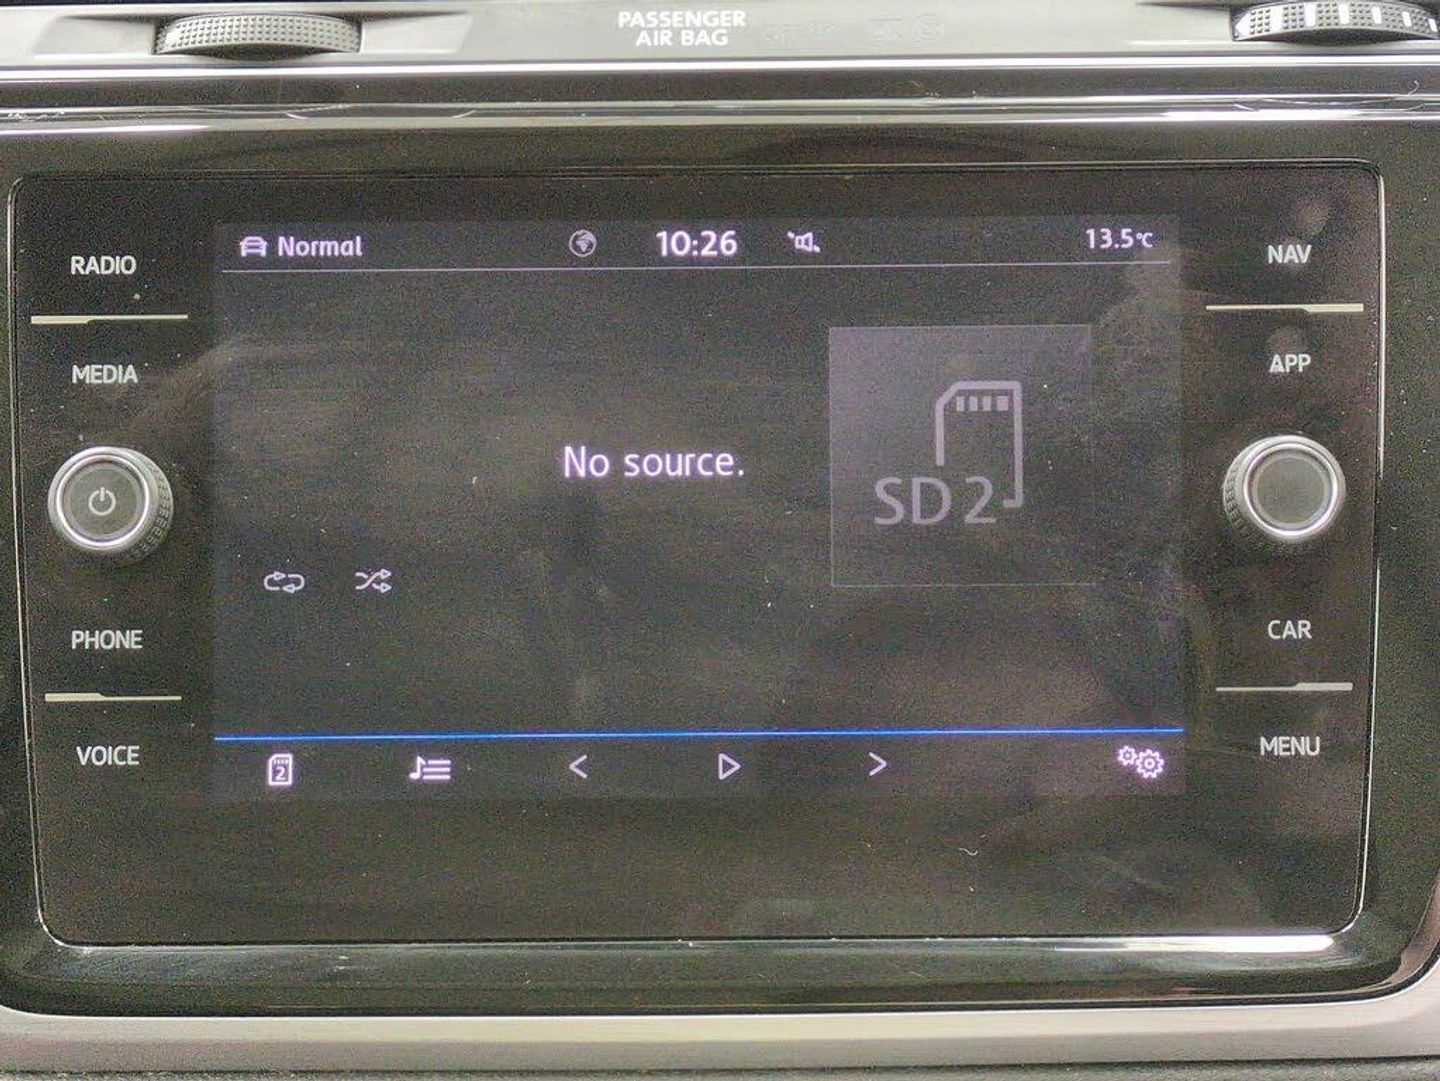 PASSENGER
AIR BAG
RADIO
MEDIA
PHONE
VOICE
Normal
10:26
13.5°C
No source.
SD 2
2
NAV
APP
CAR
MENU